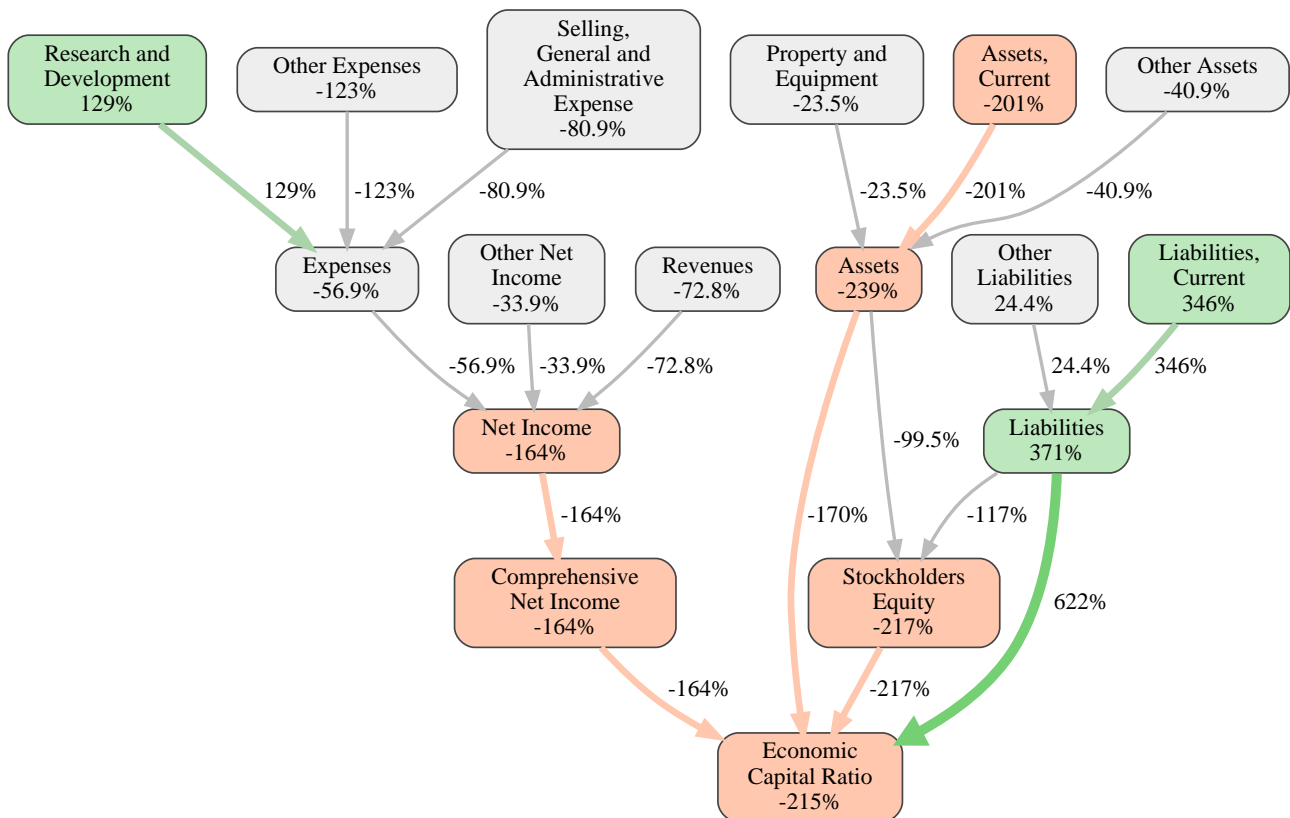 Research and
Development
129%
Other Expenses
-123%
Selling,
General and
Administrative
Expense
-80.9%
Property and
Equipment
-23.5%
Assets,
Current
-201%
Other Assets
-40.9%
129%
-123%
-80.9%
-23.5%
-201%
-40.9%
Expenses
-56.9%
Other Net
Income
-33.9%
Revenues
-72.8%
Assets
-239%
Other
Liabilities
24.4%
Liabilities,
Current
346%
-56.9%
-33.9%
-72.8%
24.4%
346%
Net Income
-164%
-99.5%
Liabilities
371%
-164%
-170%
-117%
Comprehensive
Net Income
-164%
Stockholders
Equity
-217%
622%
-164%
-217%
Economic
Capital Ratio
-215%